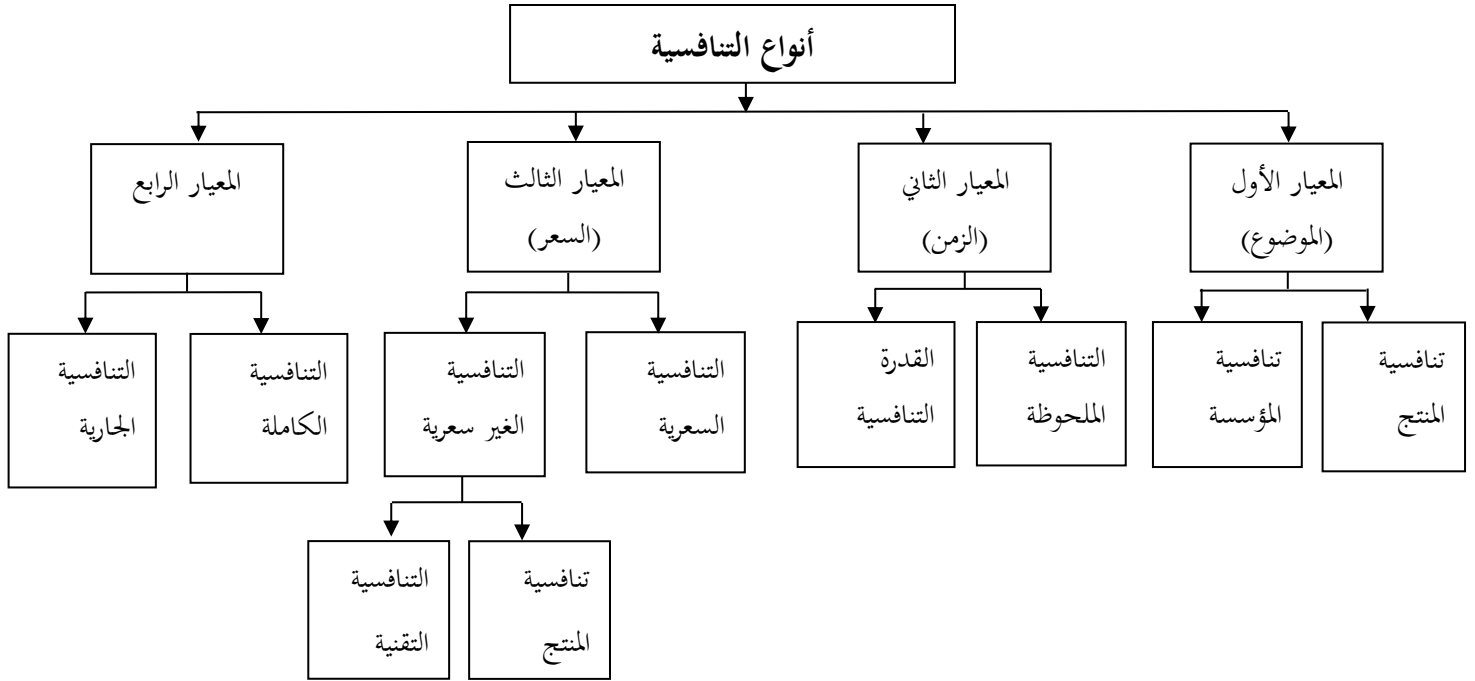 أنواع التنافسية
المعيار الأول
(الموضوع)
المعيار الثاني
(الزمن)
المعيار الثالث
(السعر)
المعيار الرابع
تنافسية
المنتج
تنافسية
المؤسسة
التنافسية
الملحوظة
القدرة
التنافسية
التنافسية
السعرية
التنافسية
الغير سعرية
التنافسية
الكاملة
التنافسية
الجارية
تنافسية
المنتج
التنافسية
التقنية